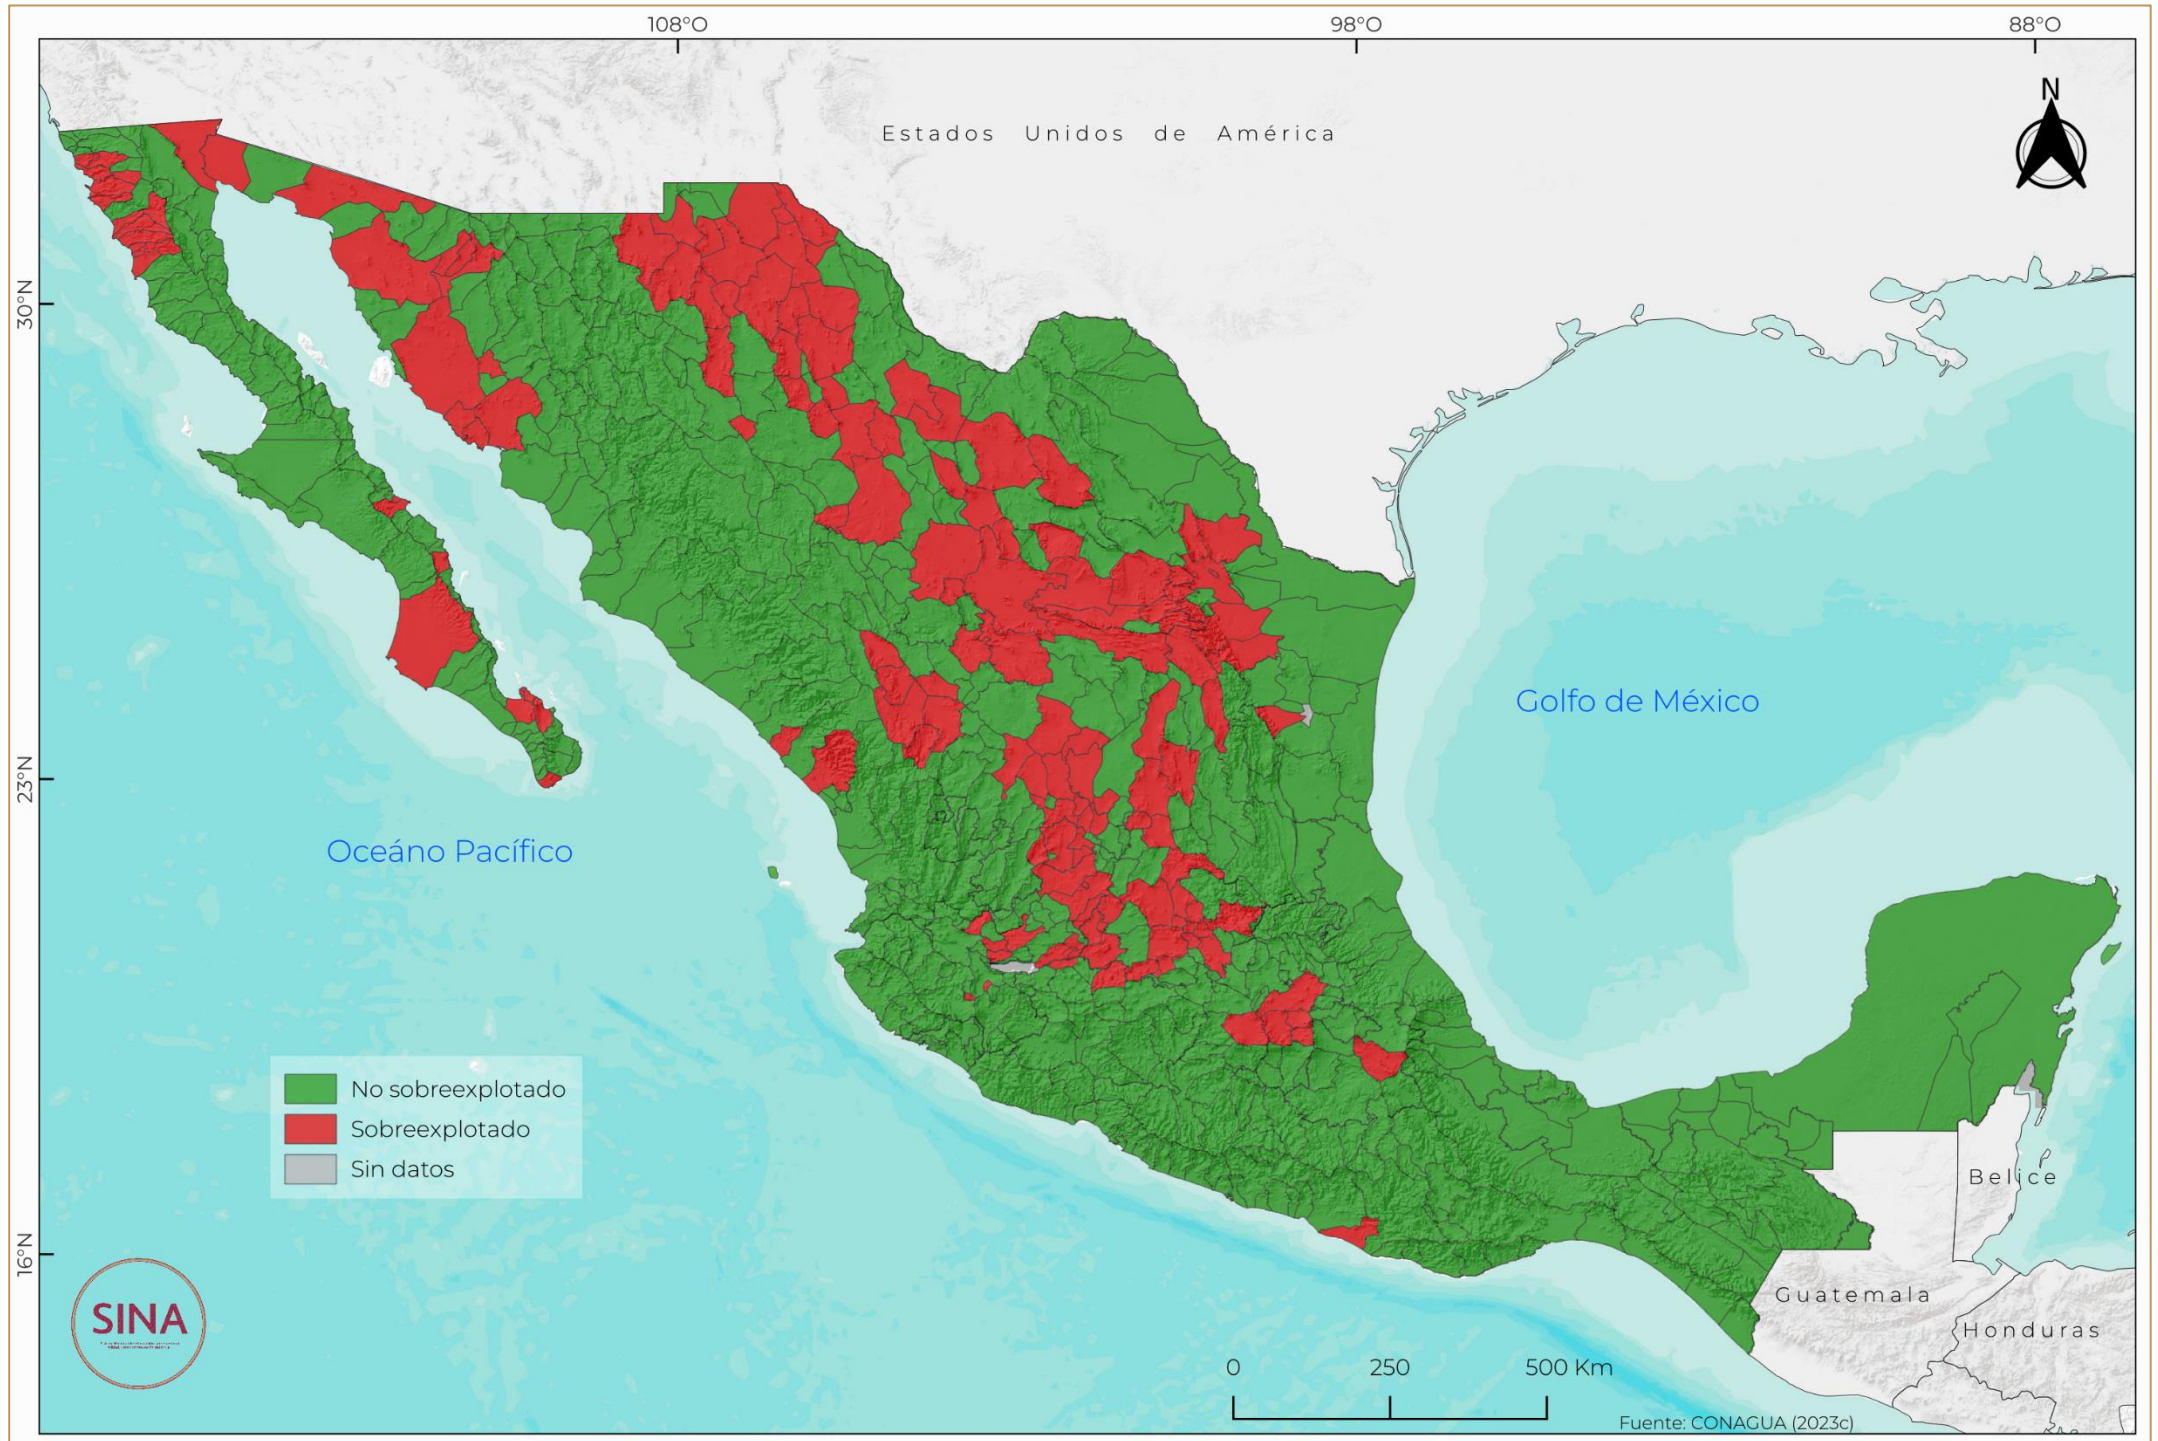 108°O
98°O
88°O
N
Estados Unidos de América
30°N
Golfo de México
23°N
Oceáno Pacífico
No sobreexplotado
Sobreexplotado
Sin datos
Belice
16°N
Guatemala
SINA
Honduras
0 250 500 Km
Fuente: CONAGUA (2023c)